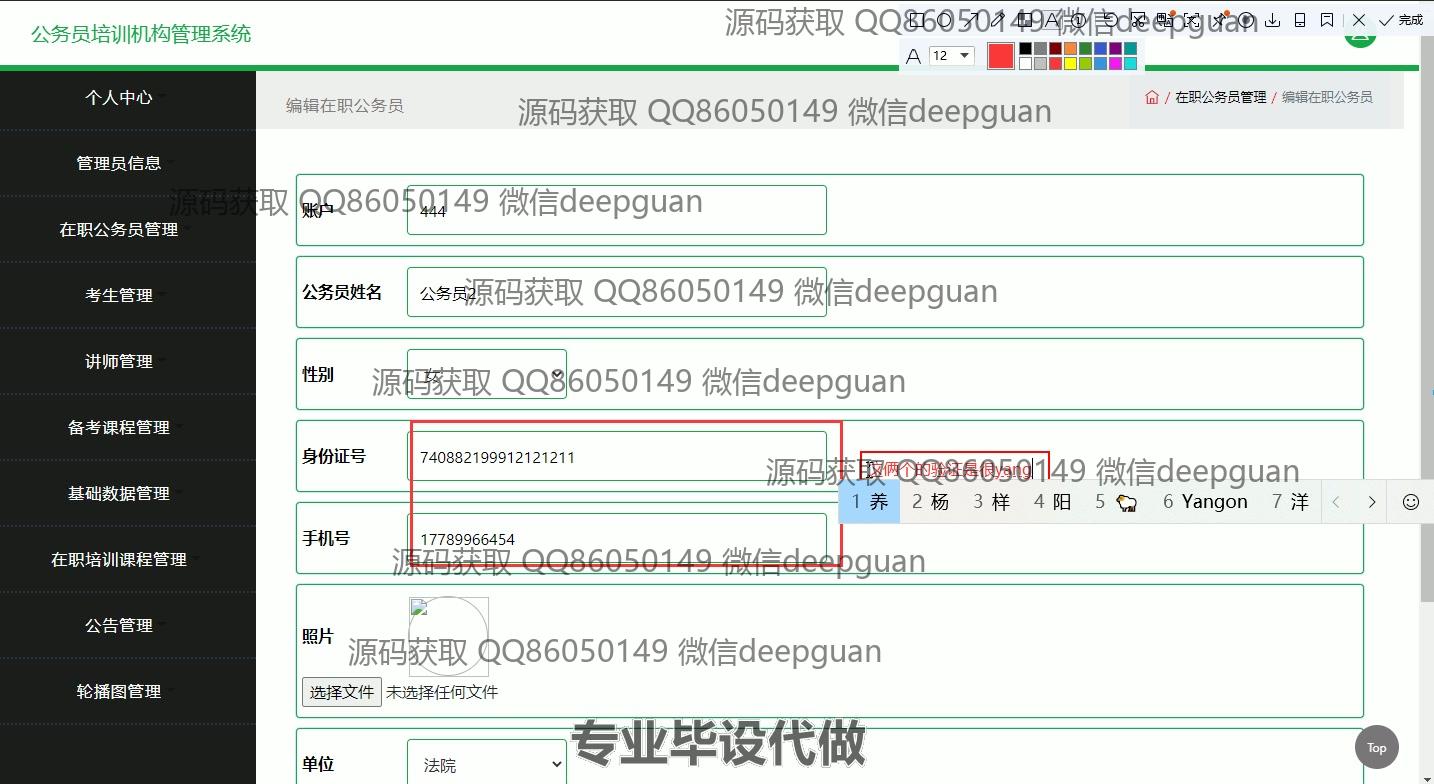 源码获取 QQ86050149 微信deepguan
公务员培训机构管理系统
完成
A 12
个人中心
编辑在职公务员
源码获取 QQ86050149 微信deepguan
/ 在职公务员管理 / 编辑在职公务员
管理员信息
源码获取 QQ86050149 微信deepguan
账户 444
在职公务员管理
公务员姓名 公务员2
源码获取 QQ86050149 微信deepguan
考生管理
讲师管理
性别 女
源码获取 QQ86050149 微信deepguan
备考课程管理
身份证号 740882199912121211
源码获取 QQ86050149 微信deepguan
两个的验证是很yang
基础数据管理
1 养 2 杨 3 样 4 阳 5 6 Yangon 7 洋
手机号 17789966454
在职培训课程管理
源码获取 QQ86050149 微信deepguan
公告管理
照片
源码获取 QQ86050149 微信deepguan
轮播图管理
选择文件 未选择任何文件
专业毕设代做
Top
单位 法院